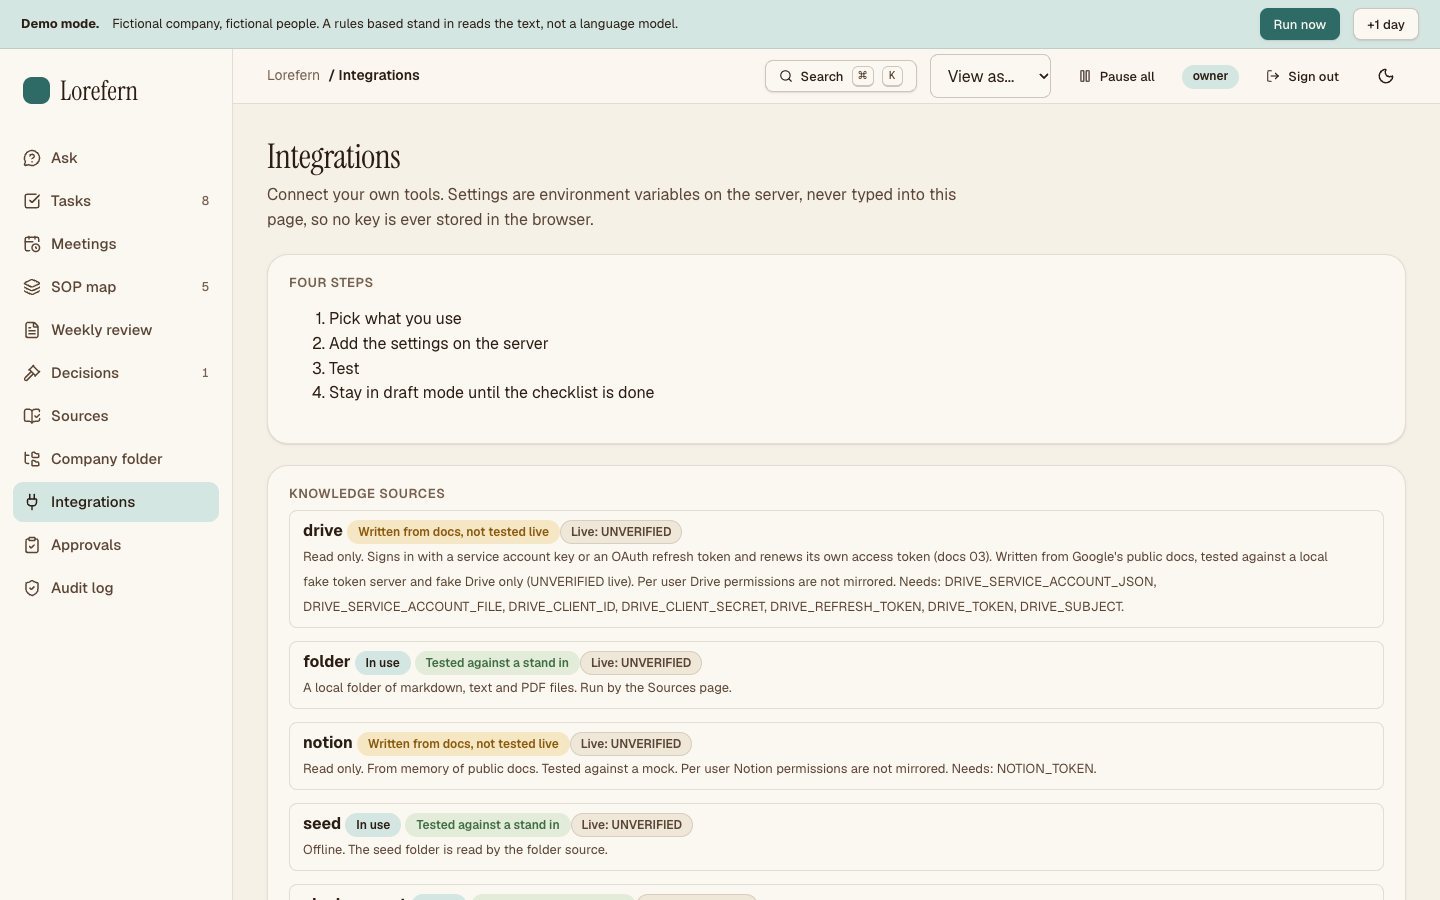 Demo mode. Fictional company, fictional people. A rules based stand in reads the text, not a language model.
Run now
+1 day
Lorefern
Lorefern / Integrations
Search ⌘ K
View as...
Pause all
owner
Sign out
Ask
Tasks 8
Meetings
SOP map 5
Weekly review
Decisions 1
Sources
Company folder
Integrations
Approvals
Audit log
Integrations
Connect your own tools. Settings are environment variables on the server, never typed into this
page, so no key is ever stored in the browser.
FOUR STEPS
1. Pick what you use
2. Add the settings on the server
3. Test
4. Stay in draft mode until the checklist is done
KNOWLEDGE SOURCES
drive Written from docs, not tested live Live: UNVERIFIED
Read only. Signs in with a service account key or an OAuth refresh token and renews its own access token (docs 03). Written from Google's public docs, tested against a local
fake token server and fake Drive only (UNVERIFIED live). Per user Drive permissions are not mirrored. Needs: DRIVE_SERVICE_ACCOUNT_JSON,
DRIVE_SERVICE_ACCOUNT_FILE, DRIVE_CLIENT_ID, DRIVE_CLIENT_SECRET, DRIVE_REFRESH_TOKEN, DRIVE_TOKEN, DRIVE_SUBJECT.
folder In use Tested against a stand in Live: UNVERIFIED
A local folder of markdown, text and PDF files. Run by the Sources page.
notion Written from docs, not tested live Live: UNVERIFIED
Read only. From memory of public docs. Tested against a mock. Per user Notion permissions are not mirrored. Needs: NOTION_TOKEN.
seed In use Tested against a stand in Live: UNVERIFIED
Offline. The seed folder is read by the folder source.